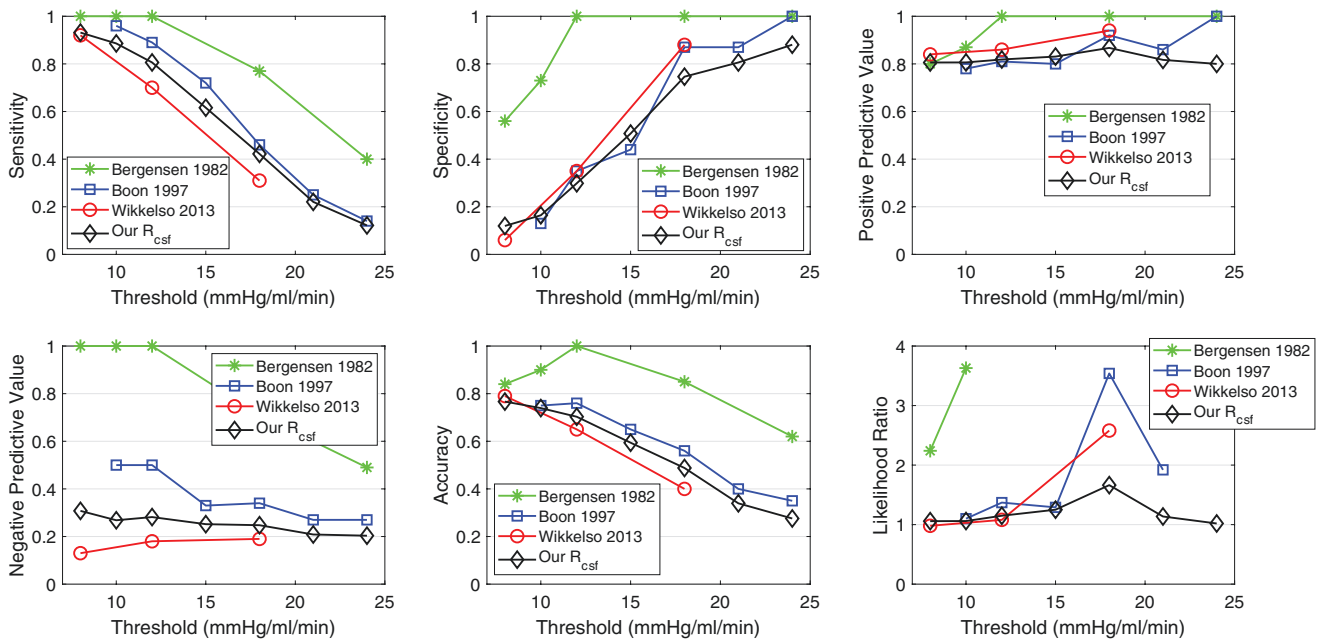 1
0.8
0.6
0.4
0.2
0
Sensitivity
Bergensen 1982
Boon 1997
Wikkelso 2013
Our Rcsf
10 15 20 25
Threshold (mmHg/ml/min)
1
0.8
0.6
0.4
0.2
0
Specificity
Bergensen 1982
Boon 1997
Wikkelso 2013
Our Rcsf
10 15 20 25
Threshold (mmHg/ml/min)
1
0.8
0.6
0.4
0.2
0
Positive Predictive Value
Bergensen 1982
Boon 1997
Wikkelso 2013
Our Rcsf
10 15 20 25
Threshold (mmHg/ml/min)
1
0.8
0.6
0.4
0.2
0
Negative Predictive Value
Bergensen 1982
Boon 1997
Wikkelso 2013
Our Rcsf
10 15 20 25
Threshold (mmHg/ml/min)
1
0.8
0.6
0.4
0.2
0
Accuracy
Bergensen 1982
Boon 1997
Wikkelso 2013
Our Rcsf
10 15 20 25
Threshold (mmHg/ml/min)
4
3
2
1
0
Likelihood Ratio
Bergensen 1982
Boon 1997
Wikkelso 2013
Our Rcsf
10 15 20 25
Threshold (mmHg/ml/min)